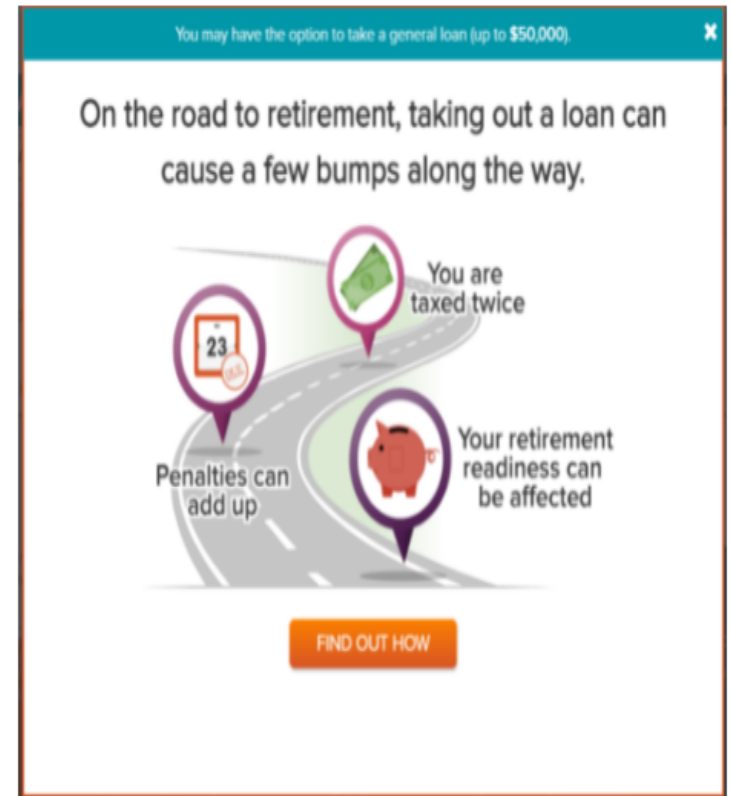 You may have the option to take a general loan (up to $50,000).
On the road to retirement, taking out a loan can
cause a few bumps along the way.
You are
taxed twice
23
Penalties can
add up
Your retirement
readiness can
be affected
FIND OUT HOW